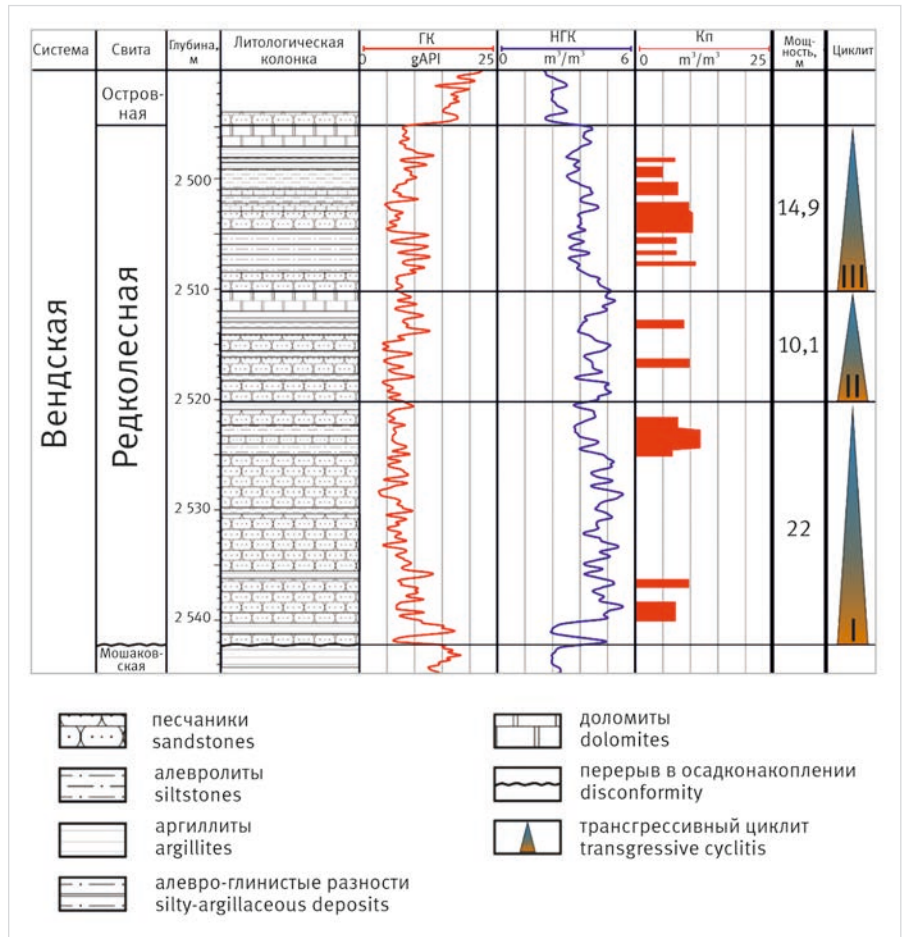 Система
Свита
Глубина,
м
Литологическая
колонка
ГК
0 gAPI 25
НГК
0 m³/m³ 6
Кп
0 m³/m³ 25
Мощ-
ность,
м
Циклит
Вендская
Остров-
ная
Редколесная
Мошаков-
ская
2 500
2 510
2 520
2 530
2 540
14,9
10,1
22
III
II
I
песчаники
sandstones
алевролиты
siltstones
аргиллиты
argillites
алевро-глинистые разности
silty-argillaceous deposits
доломиты
dolomites
перерыв в осадконакоплении
disconformity
трансгрессивный циклит
transgressive cyclitis